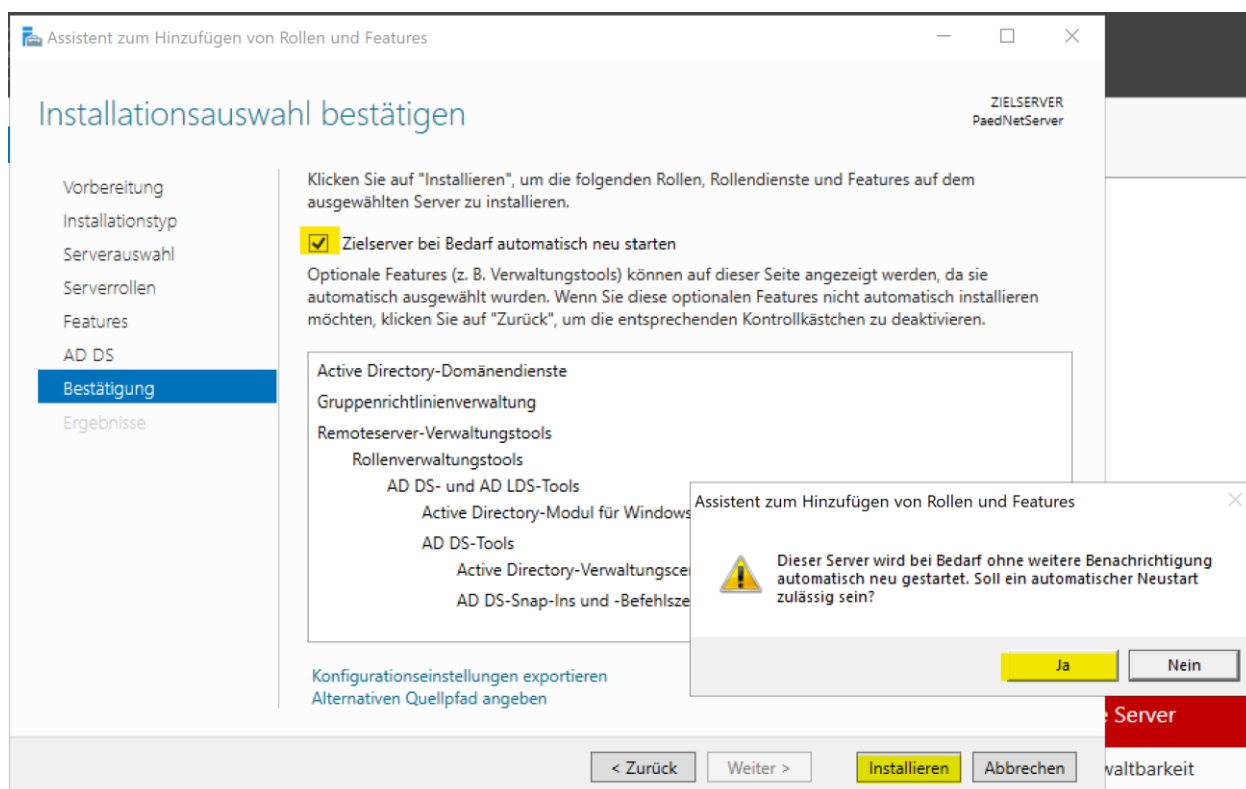 Assistent zum Hinzufügen von Rollen und Features
Installationsauswahl bestätigen
ZIELSERVER
PaedNetServer
Vorbereitung
Installationstyp
Serverauswahl
Serverrollen
Features
AD DS
Bestätigung
Ergebnisse
Klicken Sie auf "Installieren", um die folgenden Rollen, Rollendienste und Features auf dem
ausgewählten Server zu installieren.
Zielserver bei Bedarf automatisch neu starten
Optionale Features (z. B. Verwaltungstools) können auf dieser Seite angezeigt werden, da sie
automatisch ausgewählt wurden. Wenn Sie diese optionalen Features nicht automatisch installieren
möchten, klicken Sie auf "Zurück", um die entsprechenden Kontrollkästchen zu deaktivieren.
Active Directory-Domänendienste
Gruppenrichtlinienverwaltung
Remoteserver-Verwaltungstools
Rollenverwaltungstools
AD DS- und AD LDS-Tools
Active Directory-Modul für Windows
AD DS-Tools
Active Directory-Verwaltungscen
AD DS-Snap-Ins und -Befehlsze
Konfigurationseinstellungen exportieren
Alternativen Quellpfad angeben
< Zurück
Weiter >
Installieren
Abbrechen
Assistent zum Hinzufügen von Rollen und Features
Dieser Server wird bei Bedarf ohne weitere Benachrichtigung
automatisch neu gestartet. Soll ein automatischer Neustart
zulässig sein?
Ja
Nein
Server
waltbarkeit